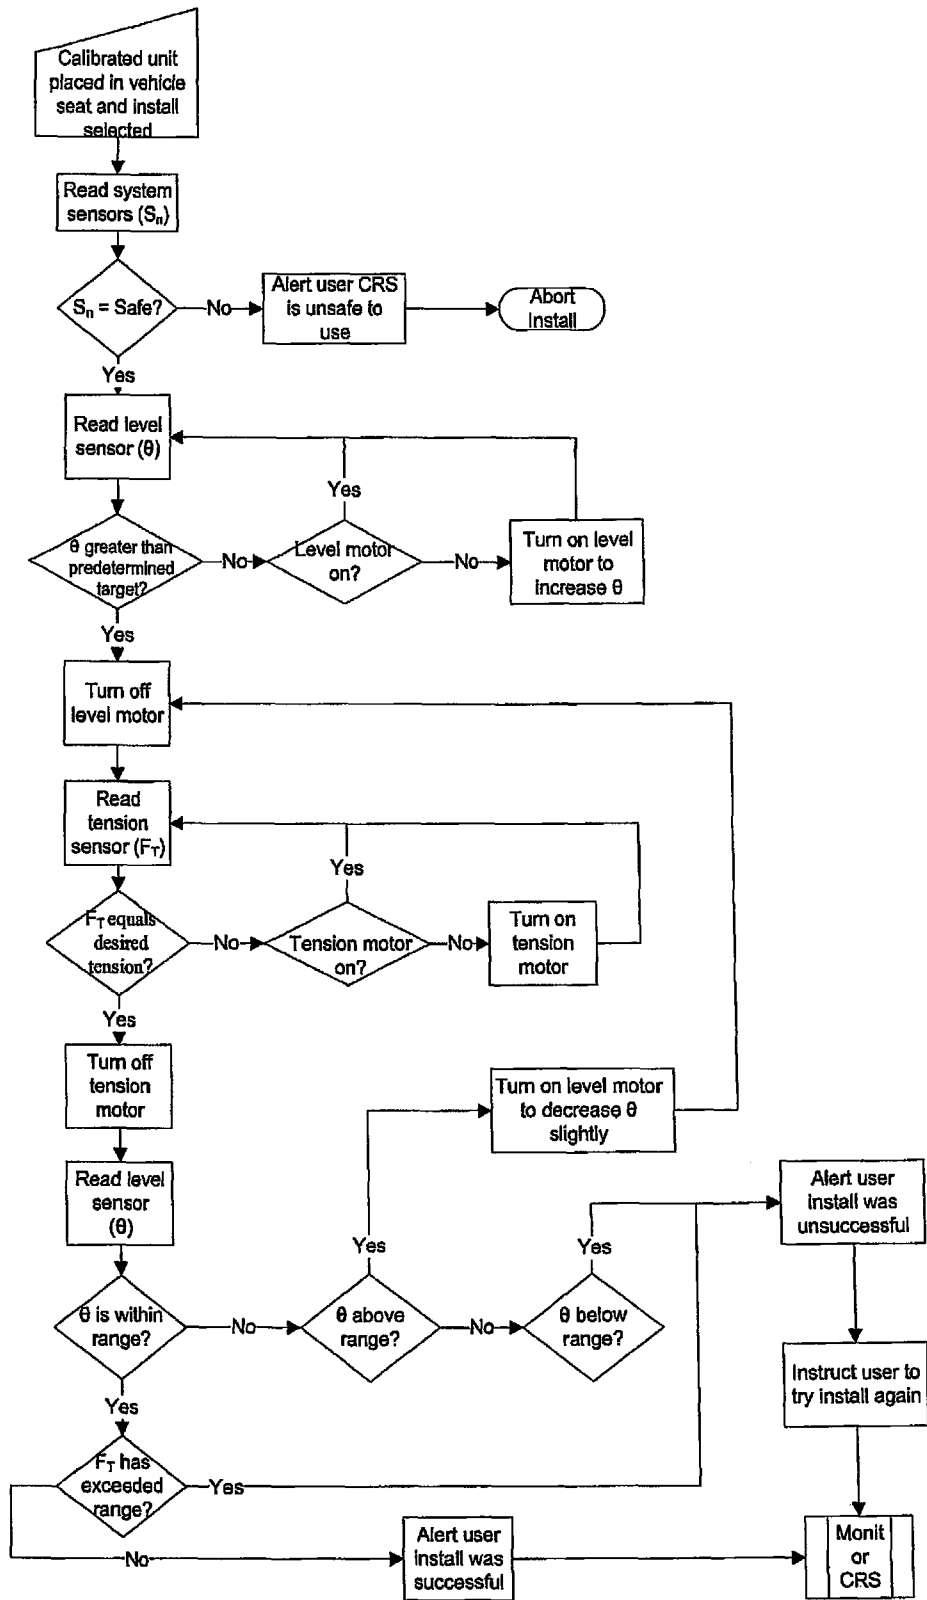 Calibrated unit
placed in vehicle
seat and install
selected
Read system
sensors (Sn)
Sn = Safe?
No
Alert user CRS
is unsafe to
use
Abort
Install
Yes
Read level
sensor (θ)
Yes
θ greater than
predetermined
target?
No
Level motor
on?
No
Turn on level
motor to
increase θ
Yes
Turn off
level motor
Read
tension
sensor (FT)
Yes
FT equals
desired
tension?
No
Tension motor
on?
No
Turn on
tension
motor
Yes
Turn off
tension
motor
Turn on level motor
to decrease θ
slightly
Read level
sensor
(θ)
Alert user
install was
unsuccessful
Yes
Yes
θ is within
range?
No
θ above
range?
No
θ below
range?
Instruct user to
try install again
Yes
FT has
exceeded
range?
Yes
No
Alert user
install was
successful
Monit
or
CRS